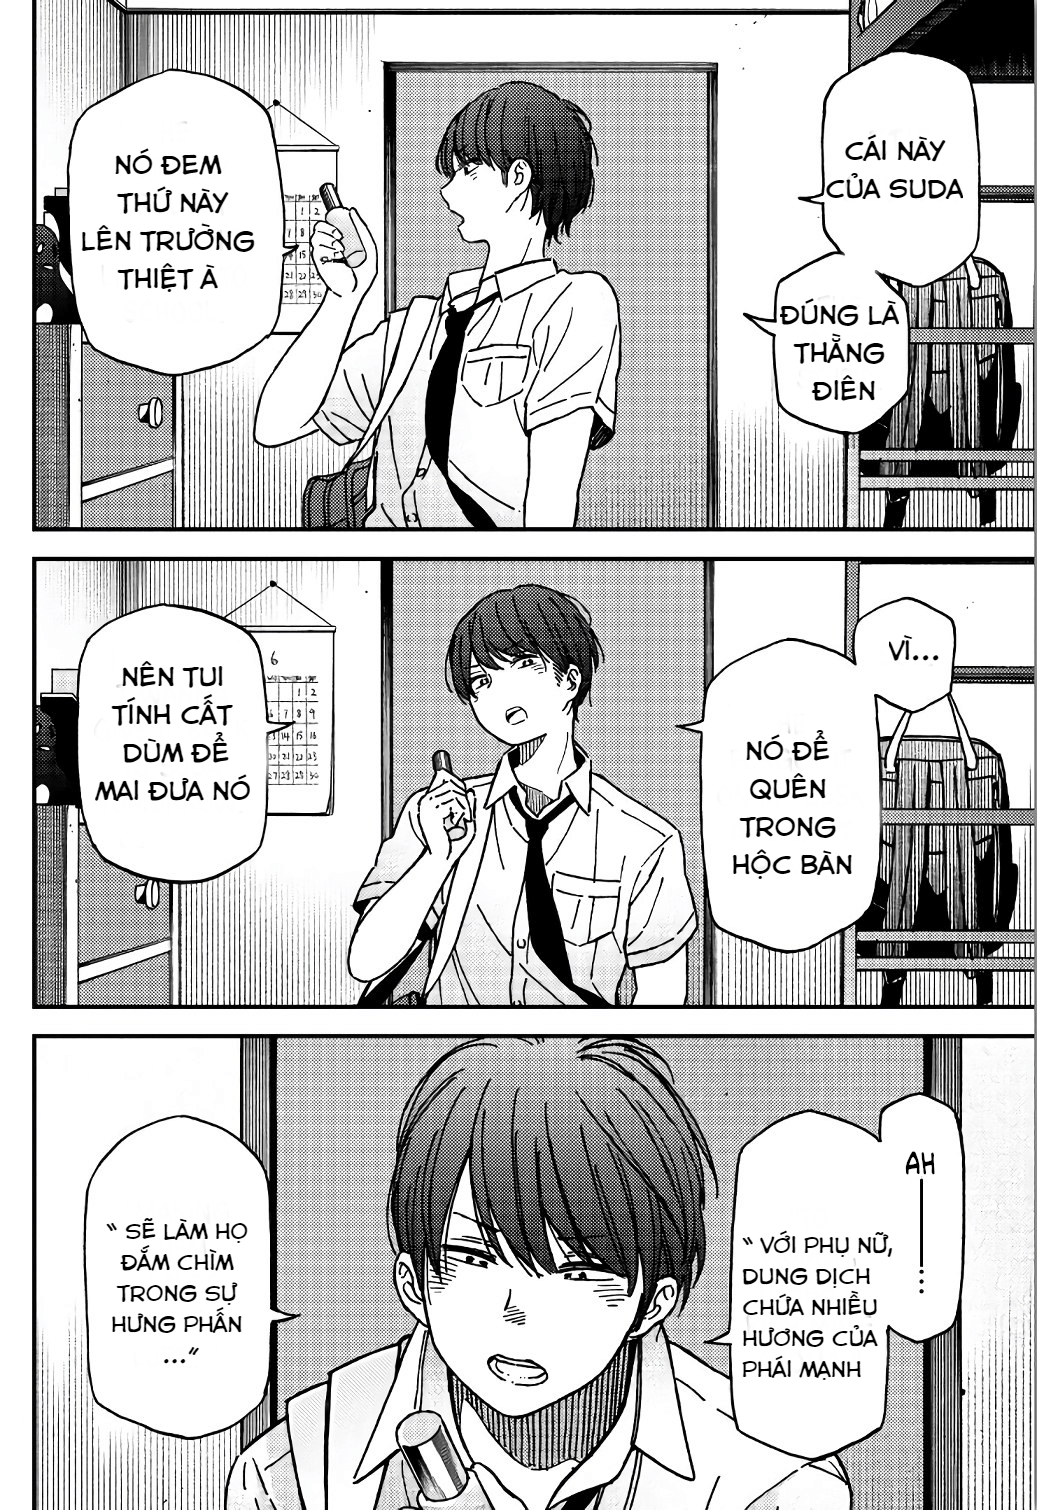 CÁI NÀY
CỦA SUDA
ĐÚNG LÀ
THẰNG
ĐIÊN
NÓ ĐEM
THỨ NÀY
LÊN TRƯỜNG
THIỆT À
VÌ...
NÓ ĐỂ
QUÊN
TRONG
HỘC BÀN
NÊN TUI
TÍNH CẤT
DÙM ĐỂ
MAI ĐƯA NÓ
6
AH
“ VỚI PHỤ NỮ,
DUNG DỊCH
CHỨA NHIỀU
HƯƠNG CỦA
PHÁI MẠNH
“ SẼ LÀM HỌ
ĐẮM CHÌM
TRONG SỰ
HƯNG PHẤN
...“